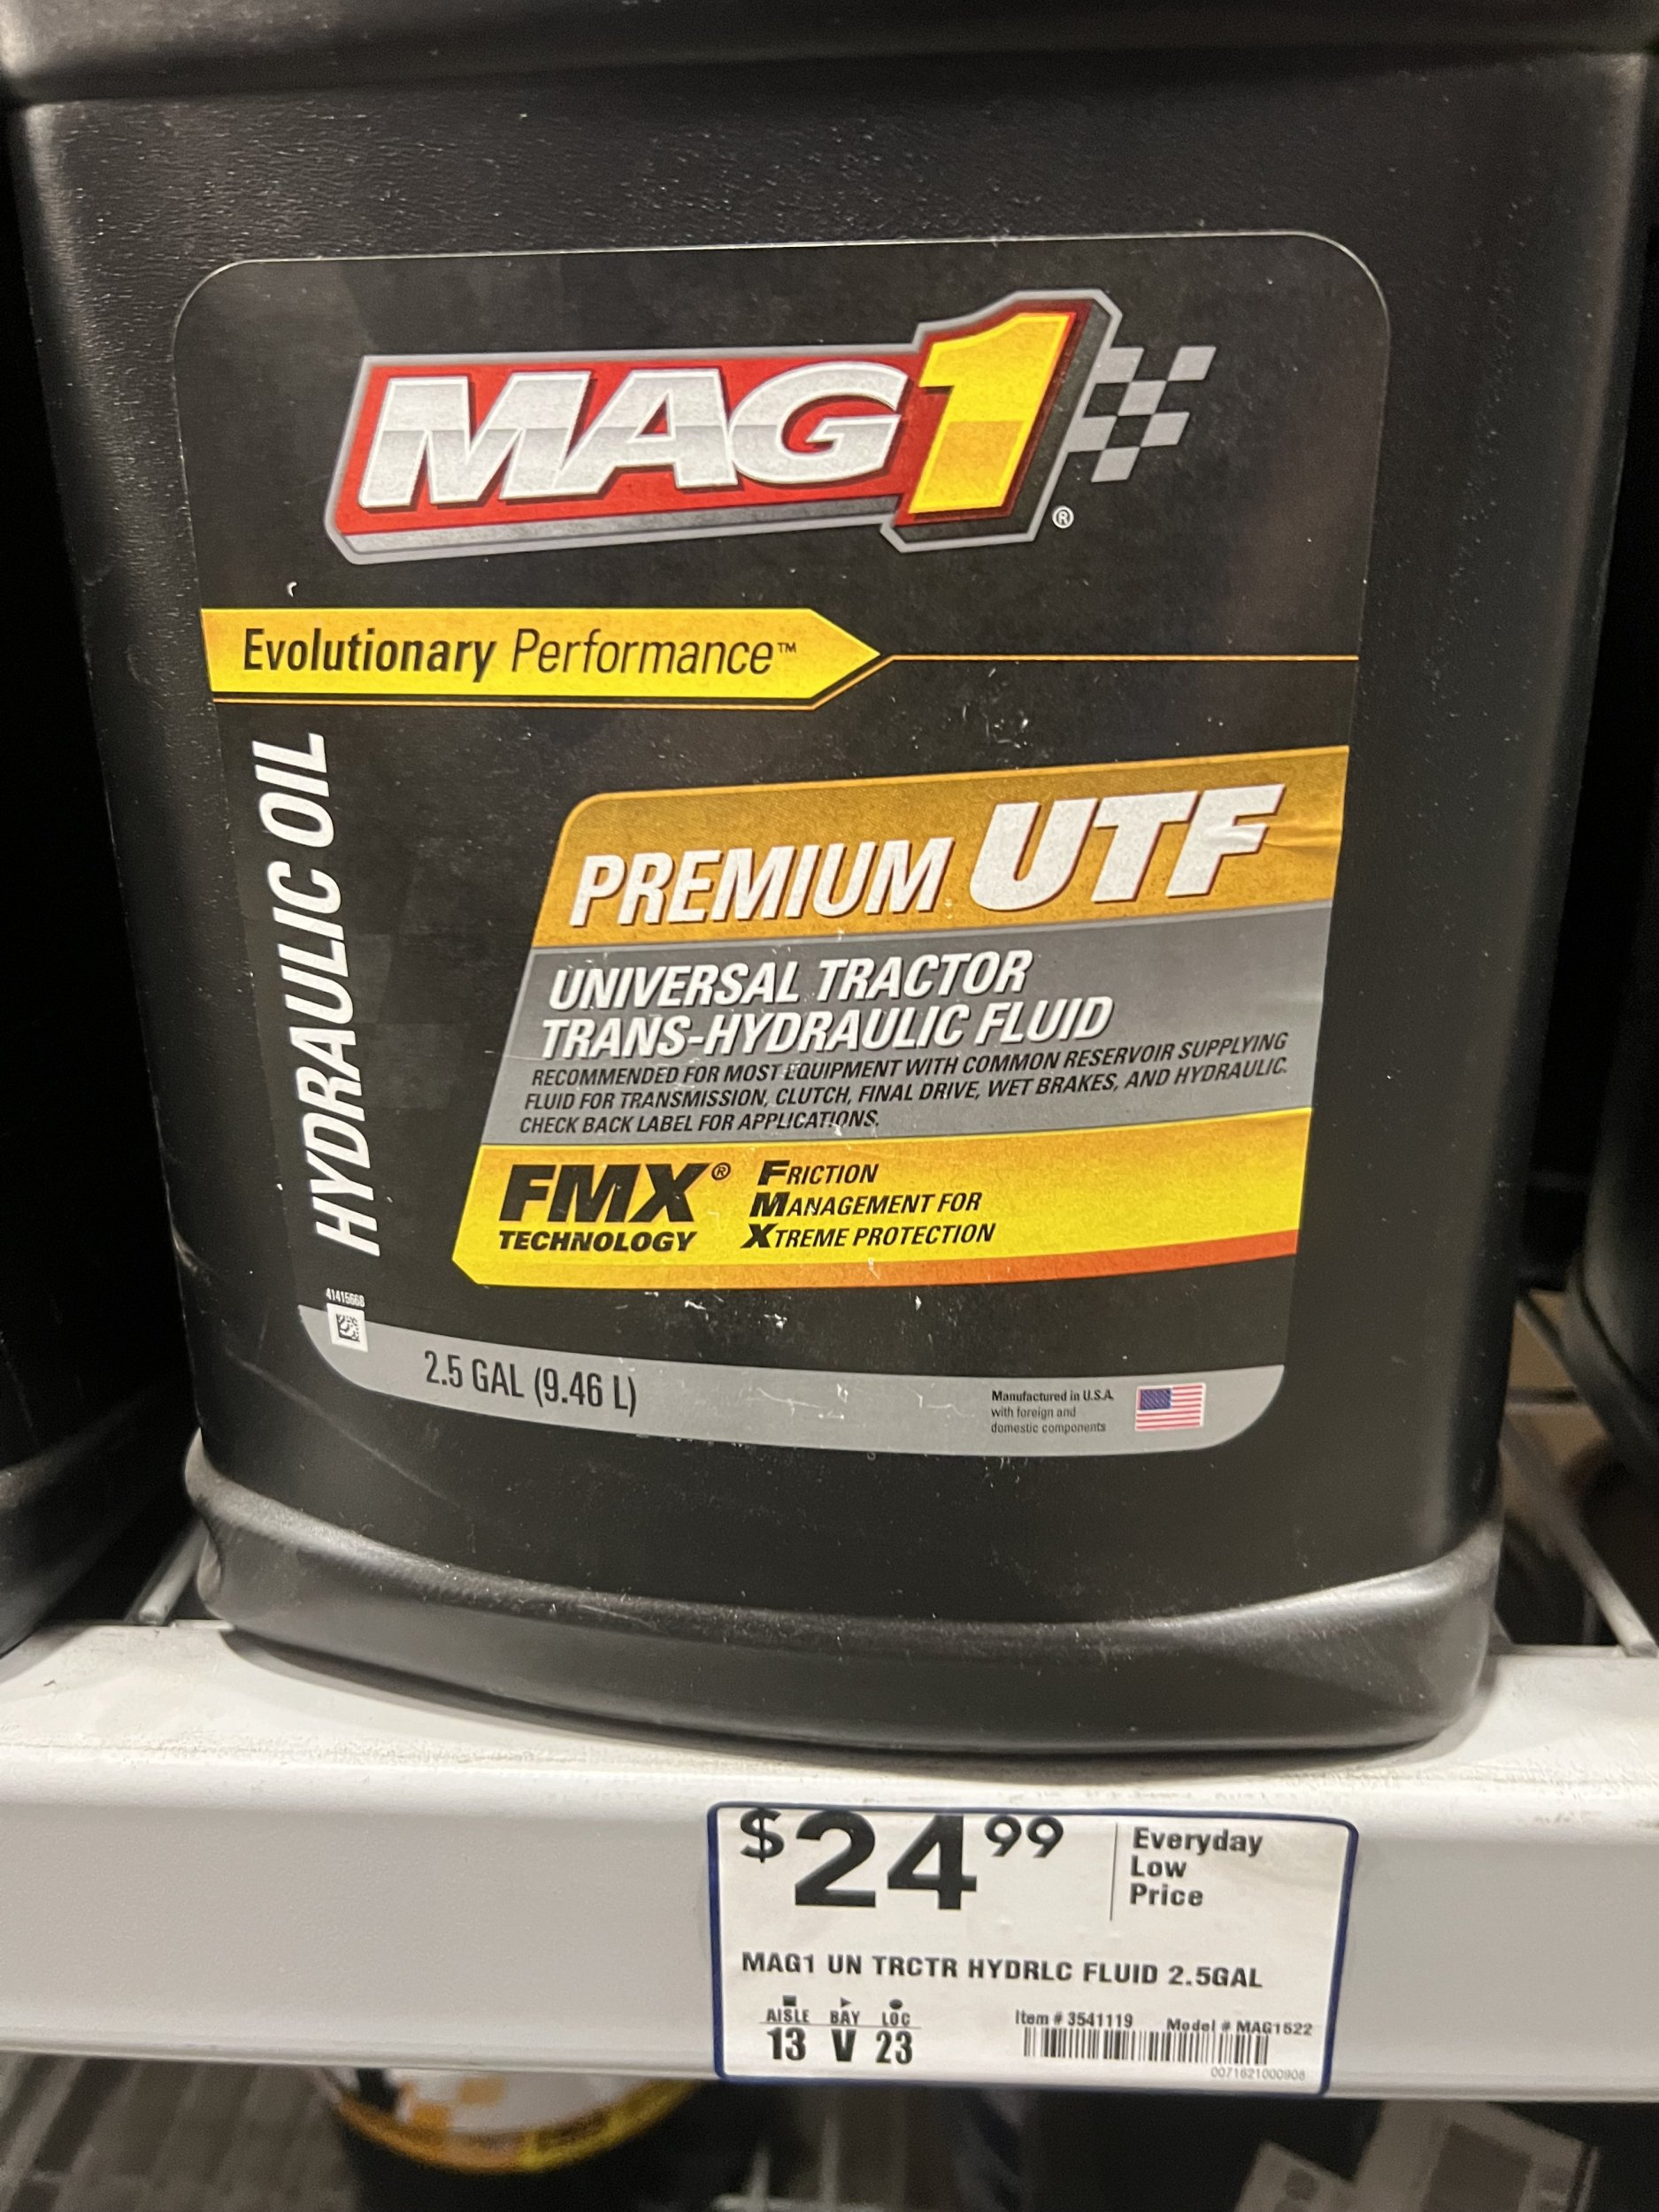 MAG1®
Evolutionary Performance™
HYDRAULIC OIL
PREMIUM UTF
UNIVERSAL TRACTOR
TRANS-HYDRAULIC FLUID
RECOMMENDED FOR MOST EQUIPMENT WITH COMMON RESERVOIR SUPPLYING
FLUID FOR TRANSMISSION, CLUTCH, FINAL DRIVE, WET BRAKES, AND HYDRAULIC.
CHECK BACK LABEL FOR APPLICATIONS.
FMX®
TECHNOLOGY
FRICTION
MANAGEMENT FOR
XTREME PROTECTION
2.5 GAL (9.46 L)
Manufactured in U.S.A.
with foreign and
domestic components
$24 99
Everyday
Low
Price
MAG1 UN TRCTR HYDRLC FLUID 2.5GAL
AISLE BAY LOC
13 V 23
Item # 3541119 Model # MAG1522
0071621000908